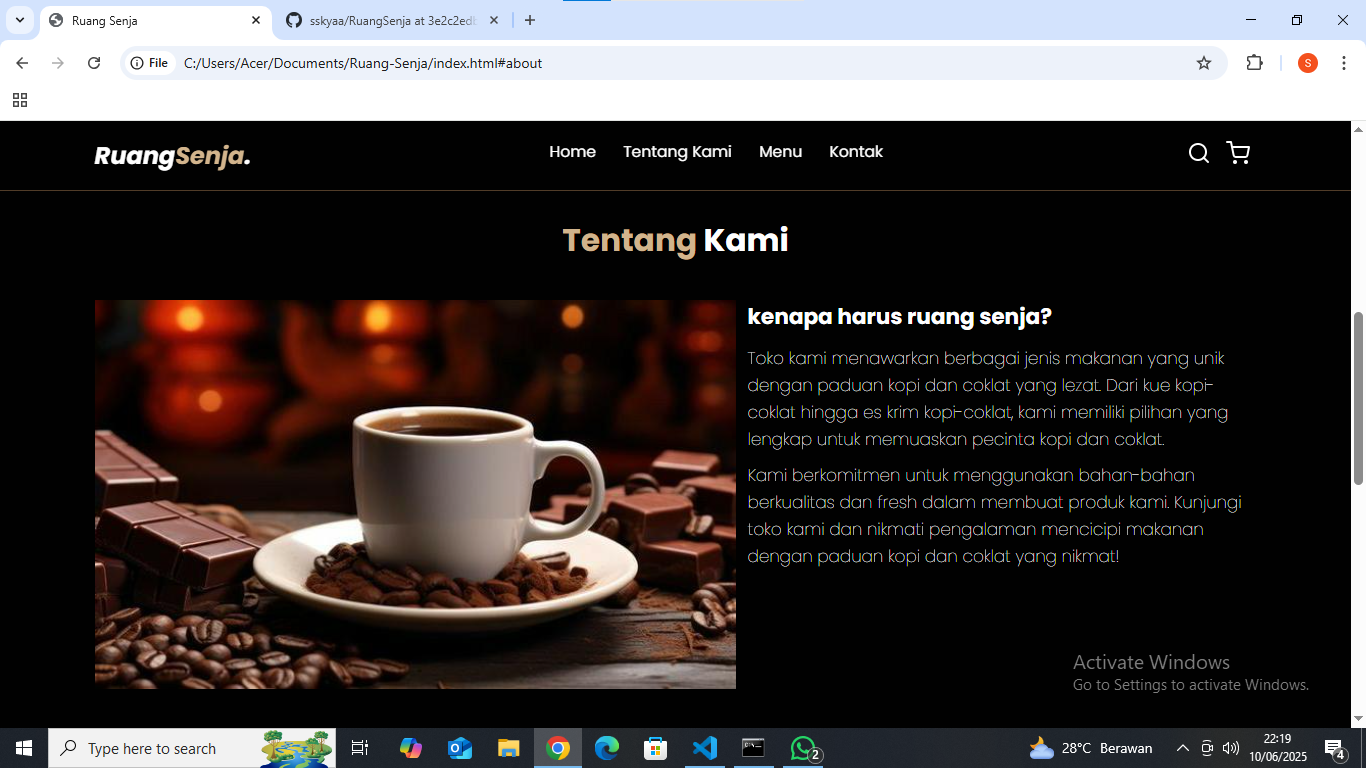 Ruang Senja
sskyaa/RuangSenja at 3e2c2edb
File
C:/Users/Acer/Documents/Ruang-Senja/index.html#about
S
RuangSenja.
Home
Tentang Kami
Menu
Kontak
Tentang Kami
kenapa harus ruang senja?
Toko kami menawarkan berbagai jenis makanan yang unik
dengan paduan kopi dan coklat yang lezat. Dari kue kopi-
coklat hingga es krim kopi-coklat, kami memiliki pilihan yang
lengkap untuk memuaskan pecinta kopi dan coklat.
Kami berkomitmen untuk menggunakan bahan-bahan
berkualitas dan fresh dalam membuat produk kami. Kunjungi
toko kami dan nikmati pengalaman mencicipi makanan
dengan paduan kopi dan coklat yang nikmat!
Activate Windows
Go to Settings to activate Windows.
Type here to search
2
28°C Berawan
22:19
10/06/2025
4